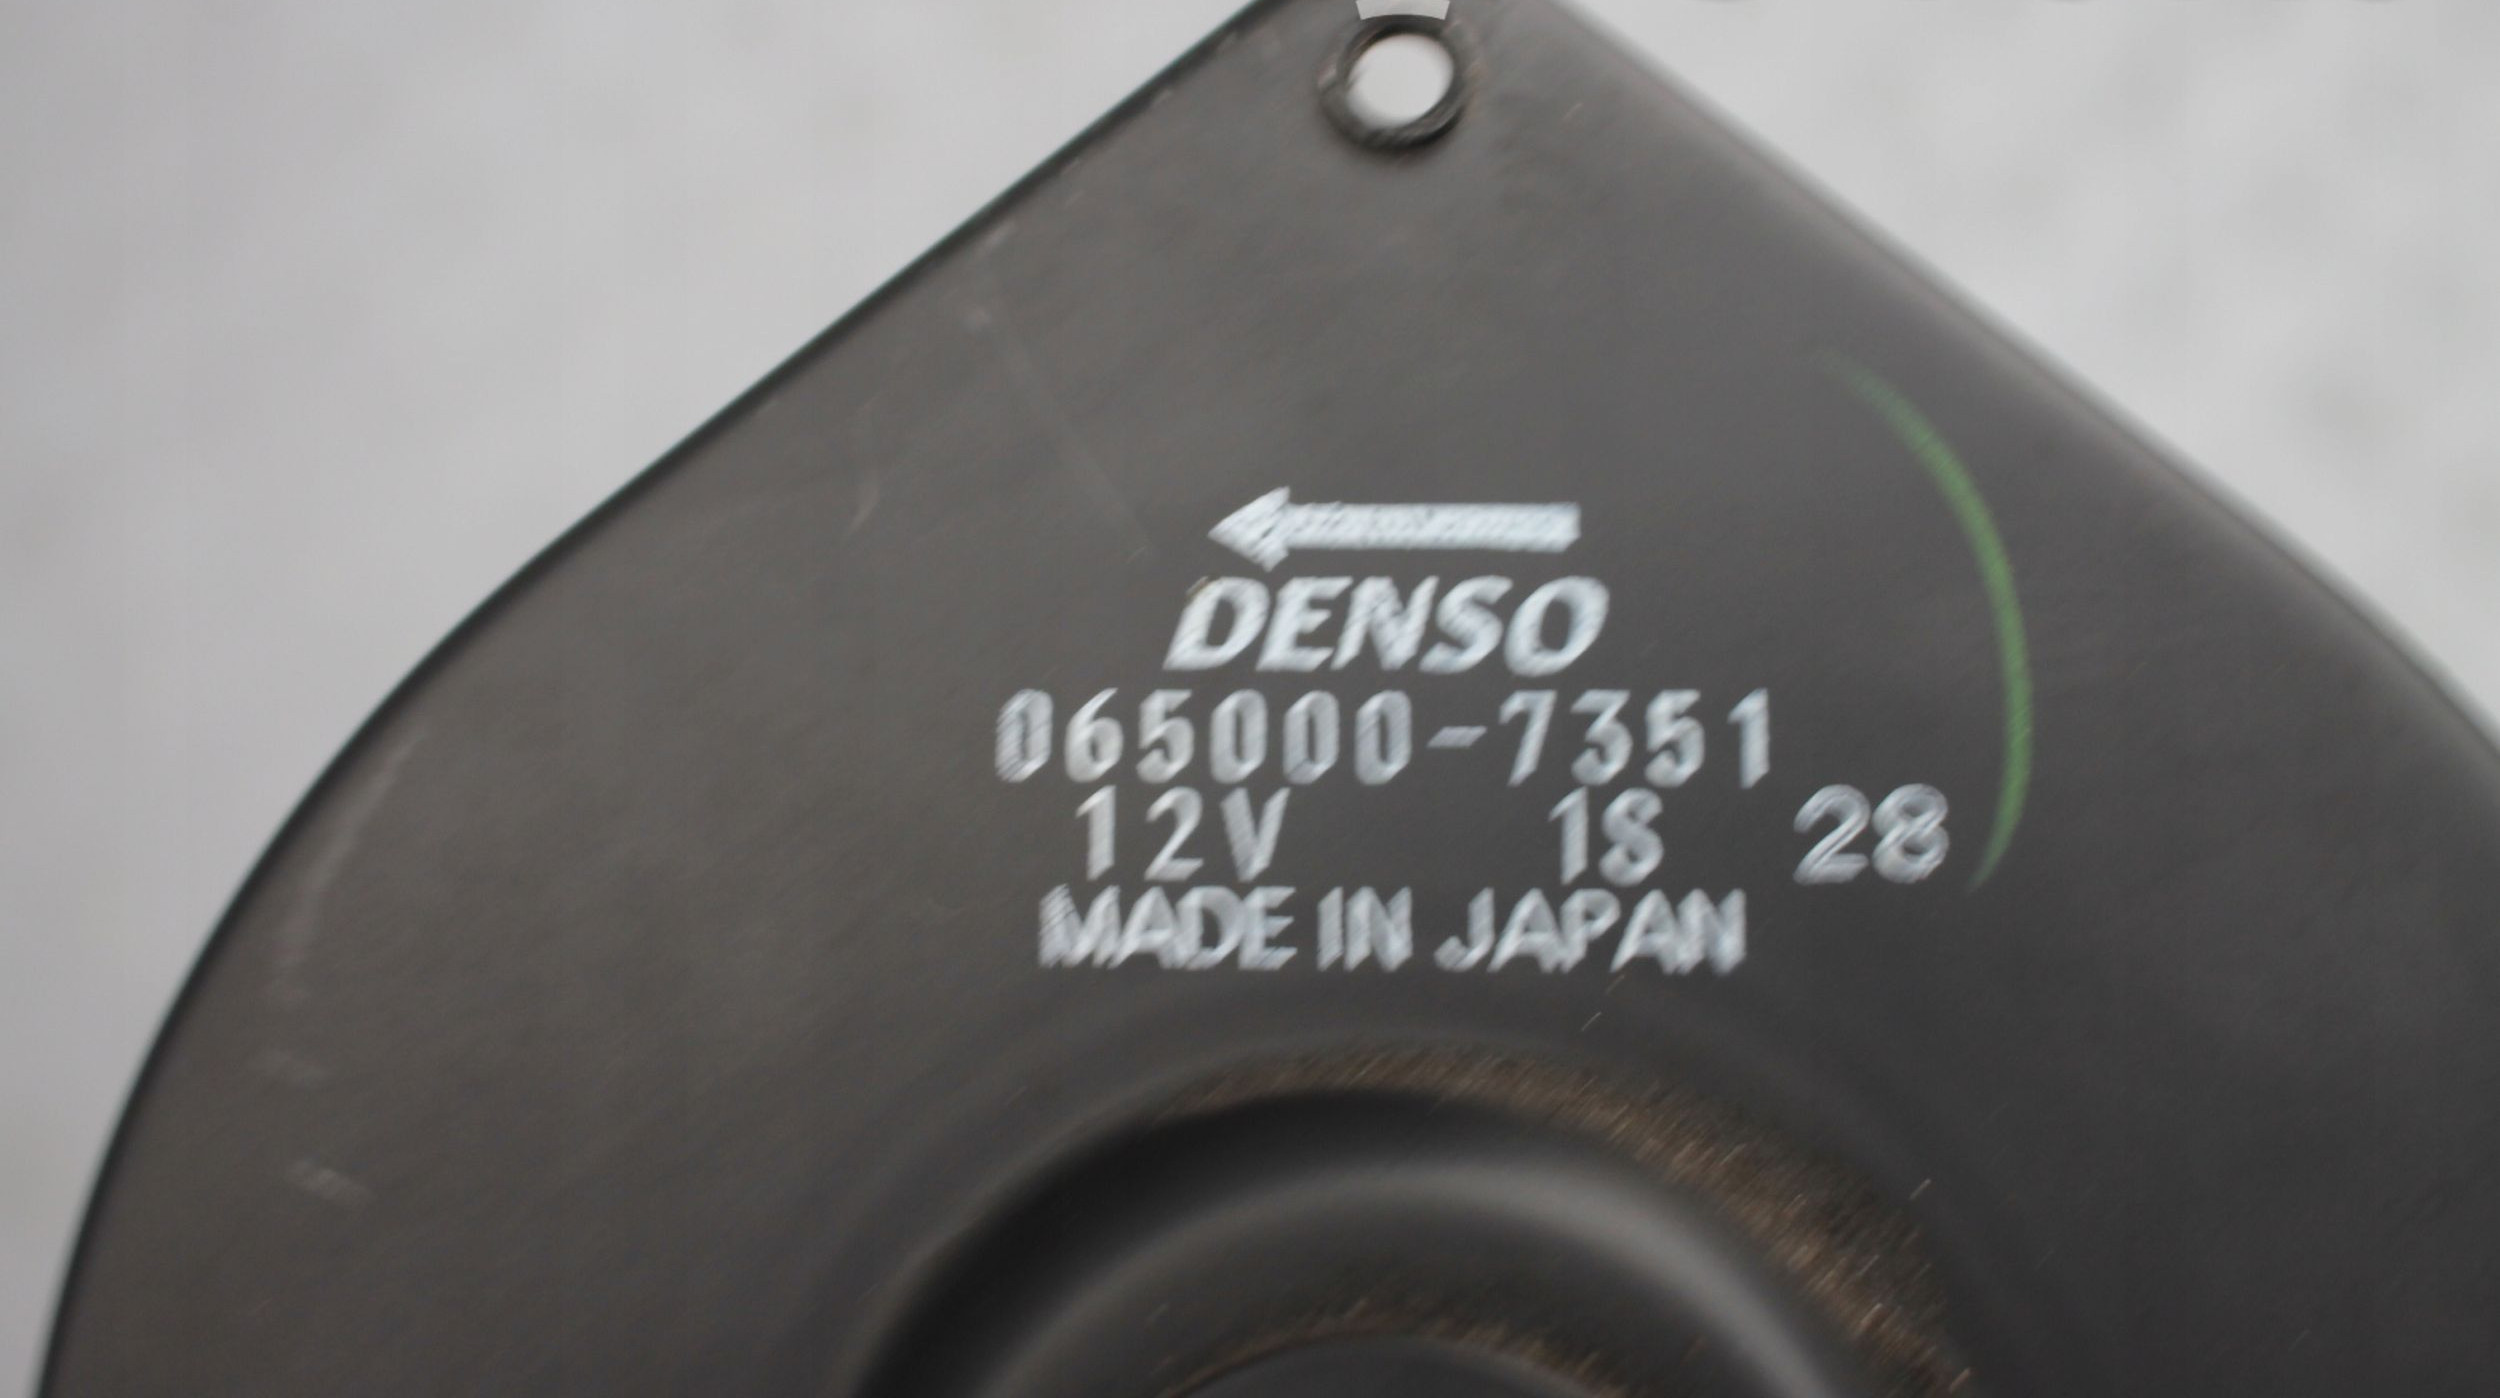 DENSO
065000-7351
12V 18 28
MADE IN JAPAN